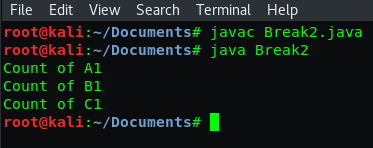 File Edit View Search Terminal Help
root@kali:~/Documents# javac Break2.java
root@kali:~/Documents# java Break2
Count of A1
Count of B1
Count of C1
root@kali:~/Documents#